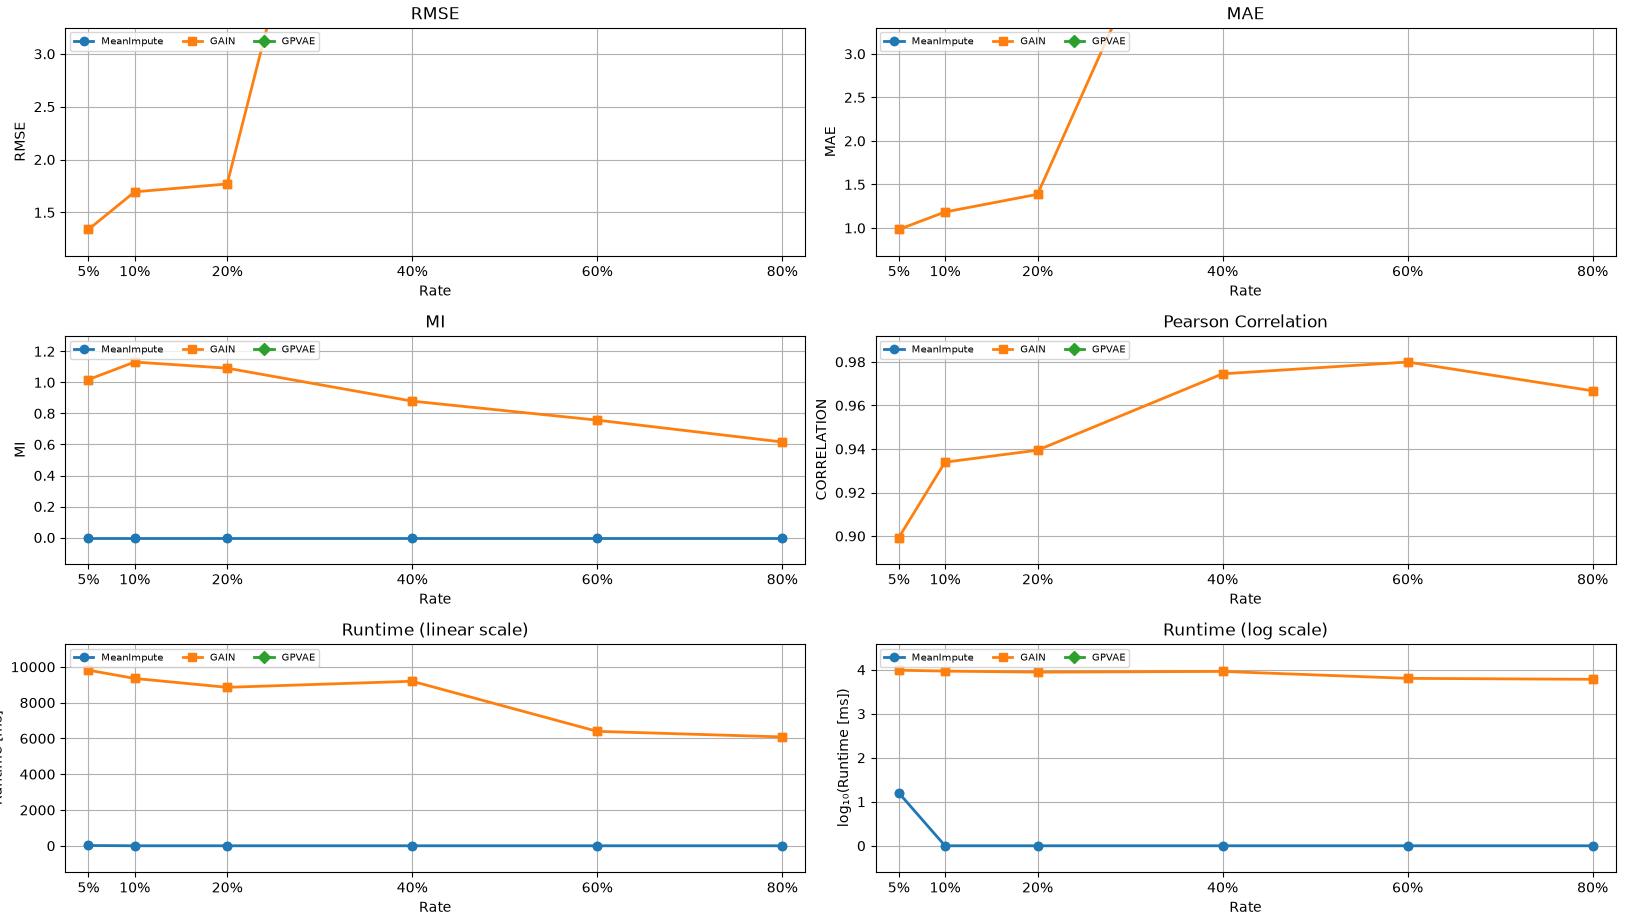 RMSE
MeanImpute GAIN GPVAE
3.0
2.5
2.0
1.5
RMSE
5% 10% 20% 40% 60% 80%
Rate
MAE
MeanImpute GAIN GPVAE
3.0
2.5
2.0
1.5
1.0
MAE
5% 10% 20% 40% 60% 80%
Rate
MI
MeanImpute GAIN GPVAE
1.2
1.0
0.8
0.6
0.4
0.2
0.0
MI
5% 10% 20% 40% 60% 80%
Rate
Pearson Correlation
MeanImpute GAIN GPVAE
0.98
0.96
0.94
0.92
0.90
CORRELATION
5% 10% 20% 40% 60% 80%
Rate
Runtime (linear scale)
MeanImpute GAIN GPVAE
10000
8000
6000
4000
2000
0
5% 10% 20% 40% 60% 80%
Rate
Runtime (log scale)
MeanImpute GAIN GPVAE
4
3
2
1
0
log₁₀(Runtime [ms])
5% 10% 20% 40% 60% 80%
Rate